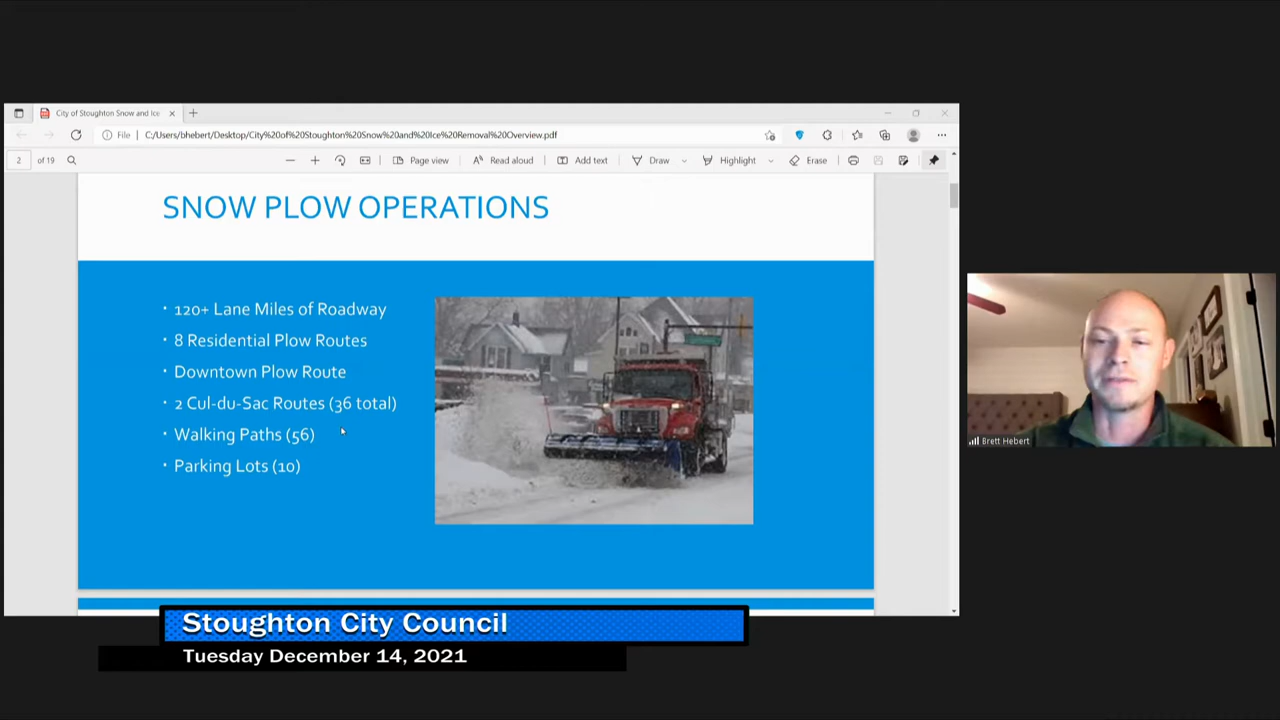 City of Stoughton Snow and Ice
File
C:/Users/bhebert/Desktop/City%20of%20Stoughton%20Snow%20and%20Ice%20Removal%20Overview.pdf
2 of 19
Page view
Read aloud
Add text
Draw
Highlight
Erase
SNOW PLOW OPERATIONS
· 120+ Lane Miles of Roadway
· 8 Residential Plow Routes
· Downtown Plow Route
· 2 Cul-du-Sac Routes (36 total)
· Walking Paths (56)
· Parking Lots (10)
Brett Hebert
Stoughton City Council
Tuesday December 14, 2021